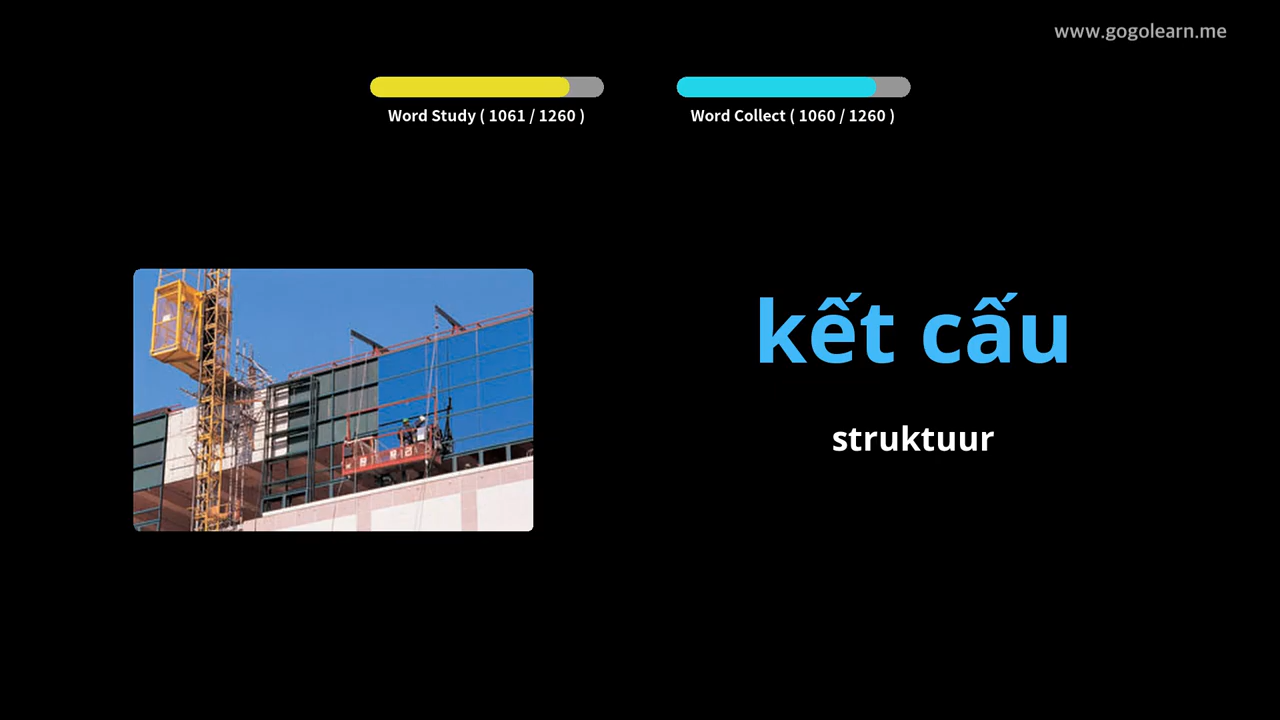 www.gogolearn.me
Word Study ( 1061 / 1260 )
Word Collect ( 1060 / 1260 )
kết cấu
struktuur